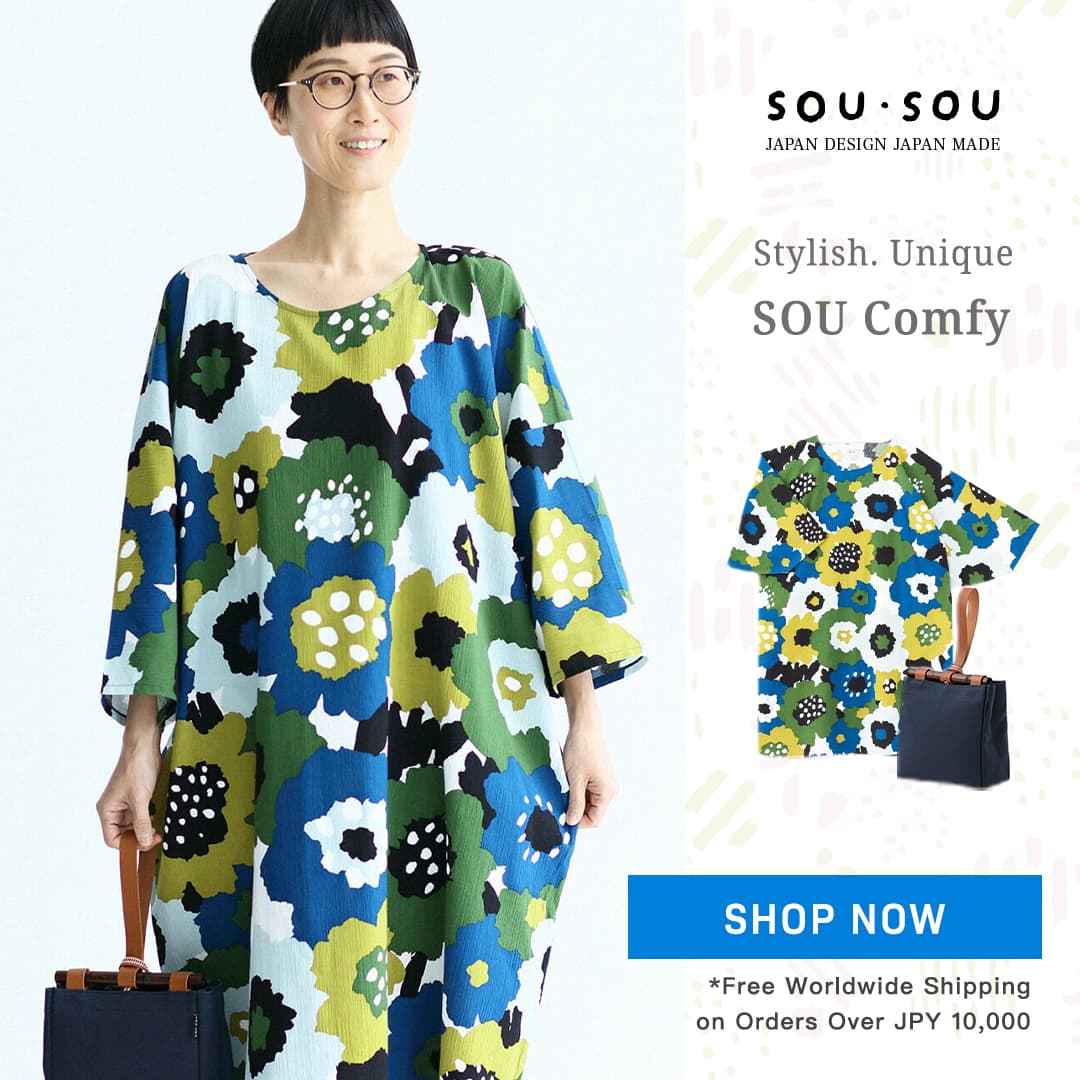 SOU・SOU
JAPAN DESIGN JAPAN MADE
Stylish. Unique
SOU Comfy
SHOP NOW
*Free Worldwide Shipping
on Orders Over JPY 10,000